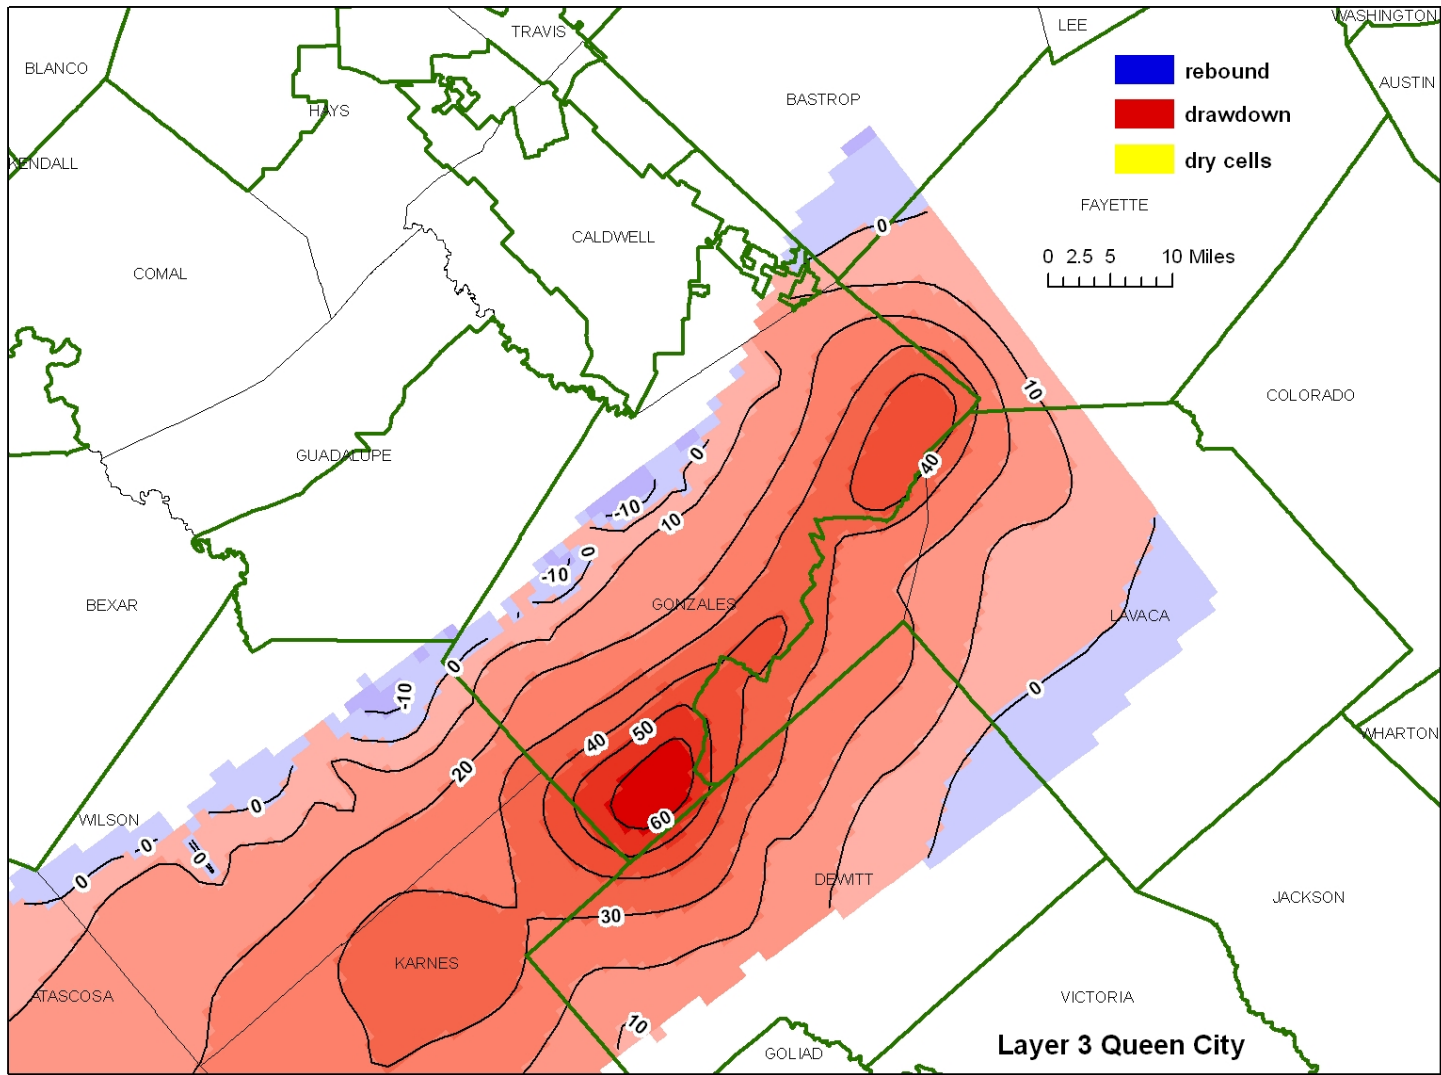 TRAVIS
LEE
WASHINGTON
BLANCO
rebound
AUSTIN
HAYS
BASTROP
drawdown
KENDALL
dry cells
FAYETTE
0
CALDWELL
0 2.5 5 10 Miles
COMAL
10
COLORADO
GUADALUPE
0
40
-10
10
0
-10
BEXAR
GONZALES
LAVACA
0
-10
0
50
40
WHARTON
20
0
60
WILSON
-0-
=0=
0
DEWITT
JACKSON
30
KARNES
ATASCOSA
VICTORIA
10
Layer 3 Queen City
GOLIAD